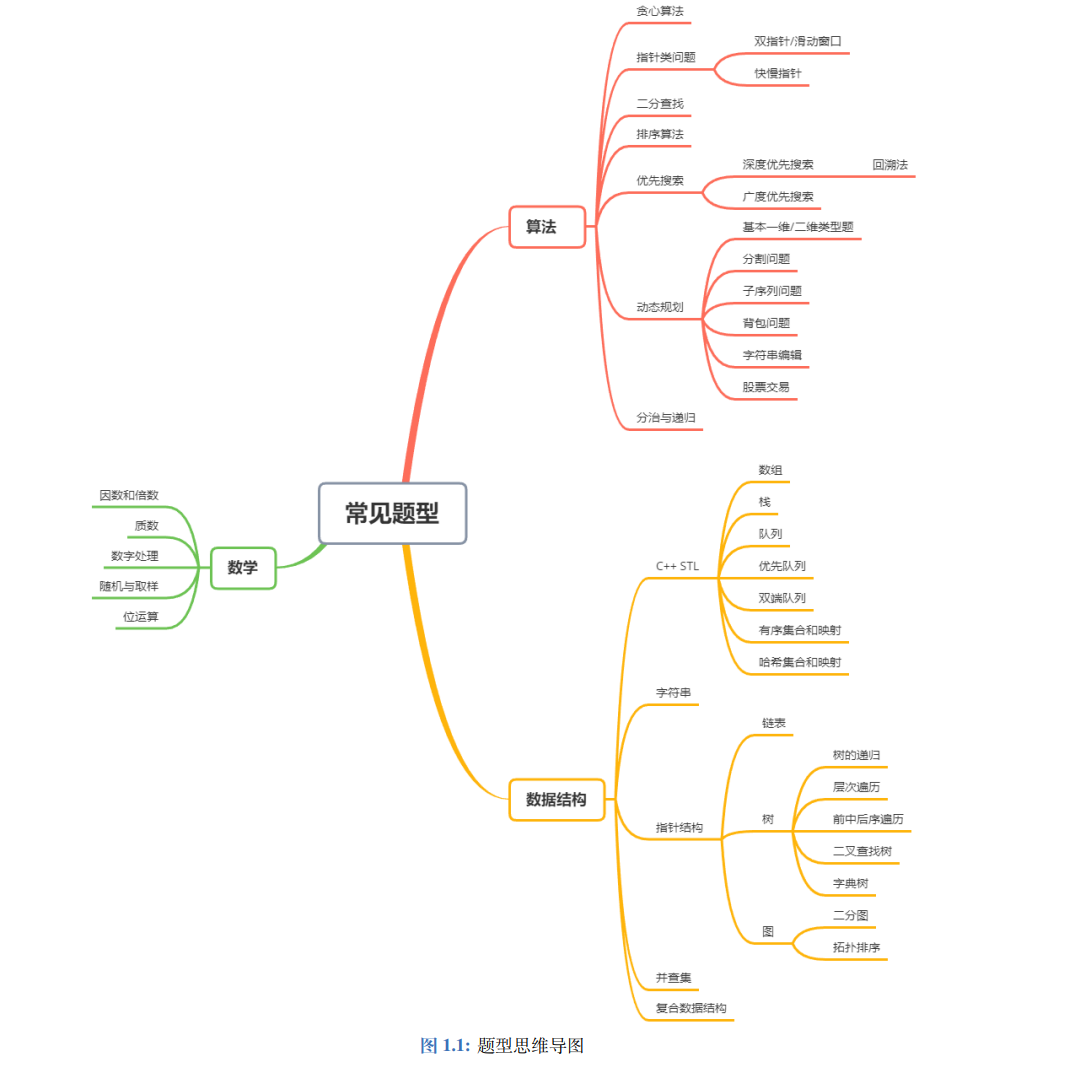 贪心算法
指针类问题
双指针/滑动窗口
快慢指针
二分查找
排序算法
优先搜索
深度优先搜索
回溯法
广度优先搜索
算法
动态规划
基本一维/二维类型题
分割问题
子序列问题
背包问题
字符串编辑
股票交易
分治与递归
常见题型
数学
因数和倍数
质数
数字处理
随机与取样
位运算
数据结构
C++ STL
数组
栈
队列
优先队列
双端队列
有序集合和映射
哈希集合和映射
字符串
指针结构
链表
树
树的递归
层次遍历
前中后序遍历
二叉查找树
字典树
图
二分图
拓扑排序
并查集
复合数据结构
图 1.1: 题型思维导图